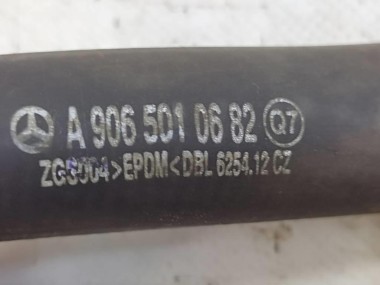 A 906 501 06 82 Q7
ZGS004 >EPDM< DBL 6254.12 CZ